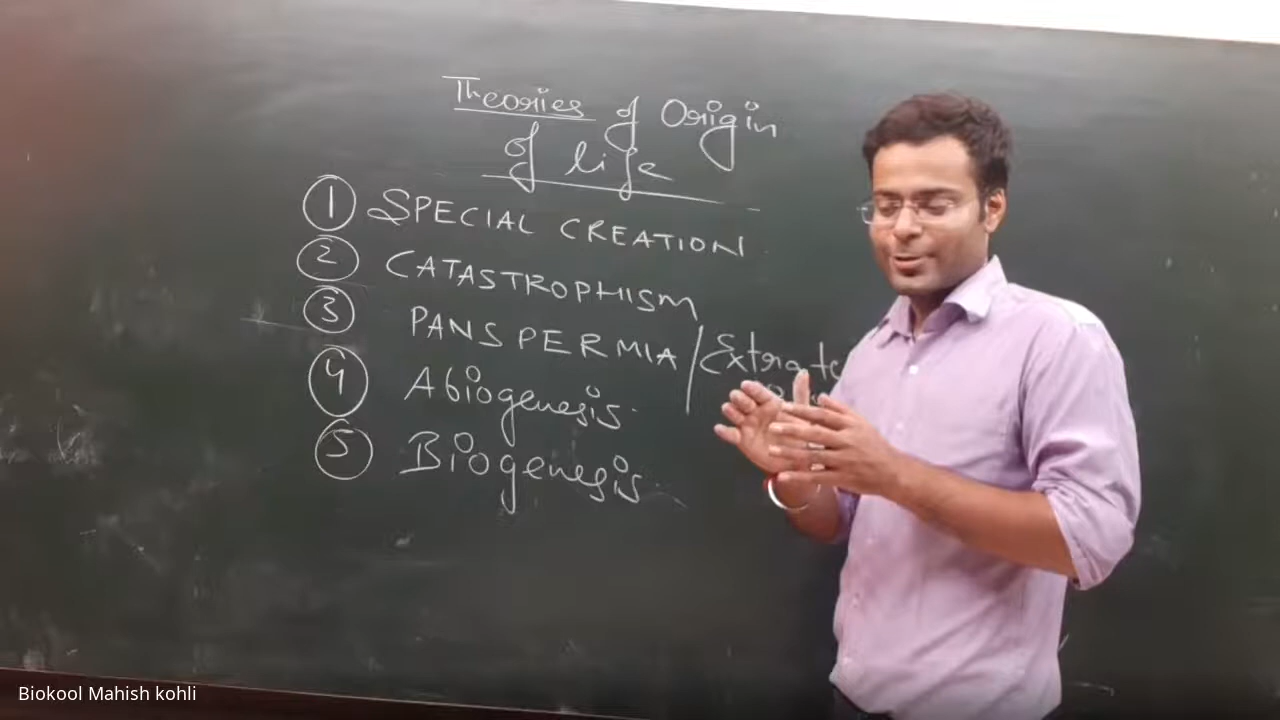 Theories of Origin
of life
1 SPECIAL CREATION
2 CATASTROPHISM
3 PANSPERMIA /
4 Abiogenesis
5 Biogenesis
Biokool Mahish kohli